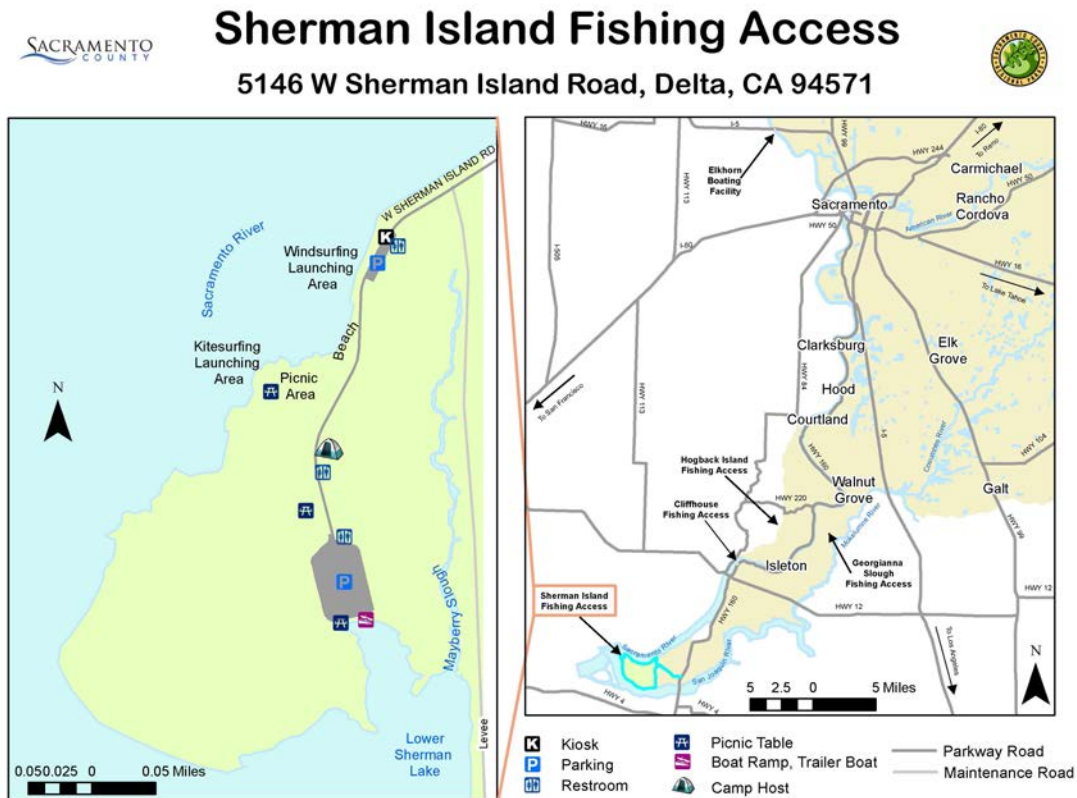 SACRAMENTO
COUNTY
Sherman Island Fishing Access
5146 W Sherman Island Road, Delta, CA 94571
W SHERMAN ISLAND RD
Sacramento River
K
Windsurfing
Launching
Area
P
Beach
Kitesurfing
Launching
Area
Picnic
Area
N
P
Mayberry Slough
Levee
Lower
Sherman
Lake
0.050.025 0 0.05 Miles
HWY 16
I-5
HWY 99
I-80
To Reno
HWY 244
Carmichael
HWY 50
Elkhorn
Boating
Facility
HWY 113
Sacramento
American River
Rancho
Cordova
HWY 50
I-505
I-80
HWY 16
To Lake Tahoe
Clarksburg
Elk
Grove
HWY 84
Hood
To San Francisco
HWY 113
Courtland
I-5
Cosumnes River
HWY 104
HWY 160
Hogback Island
Fishing Access
Walnut
Grove
Galt
Cliffhouse
Fishing Access
HWY 220
Mokelumne River
HWY 99
Isleton
Georgianna
Slough
Fishing Access
Sherman Island
Fishing Access
HWY 160
HWY 12
HWY 12
Sacramento River
San Joaquin River
To Los Angeles
N
5 2.5 0 5 Miles
HWY 4
HWY 4
K Kiosk
P Parking
Restroom
Picnic Table
Boat Ramp, Trailer Boat
Camp Host
Parkway Road
Maintenance Road